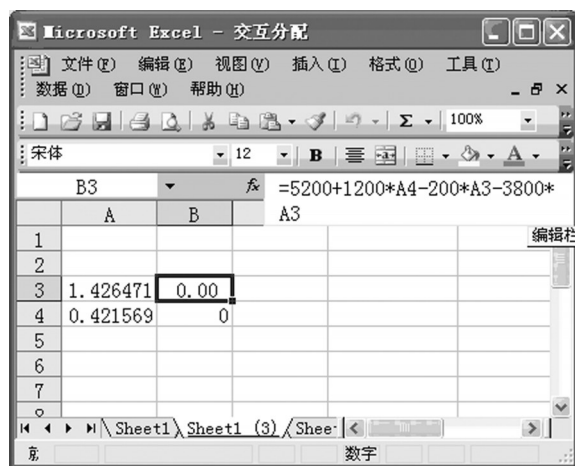 Microsoft Excel - 交互分配
文件(F) 编辑(E) 视图(V) 插入(I) 格式(O) 工具(T)
数据(D) 窗口(W) 帮助(H)
Σ 100%
宋体 12 B A
B3 fx =5200+1200*A4-200*A3-3800*
A3
A B
编辑栏
1
2
3 1.426471 0.00
4 0.421569 0
5
6
7
Sheet1 Sheet1 (3) Shee
数字